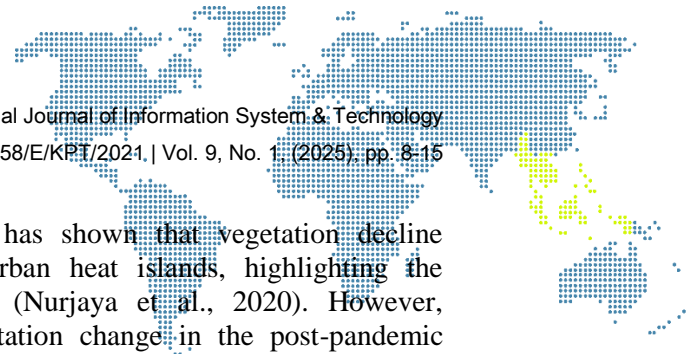 al Journal of Information System & Technology
58/E/KPT/2021 | Vol. 9, No. 1, (2025), pp. 8-15
has shown that vegetation decline
rban heat islands, highlighting the
(Nurjaya et al., 2020). However,
tation change in the post-pandemic